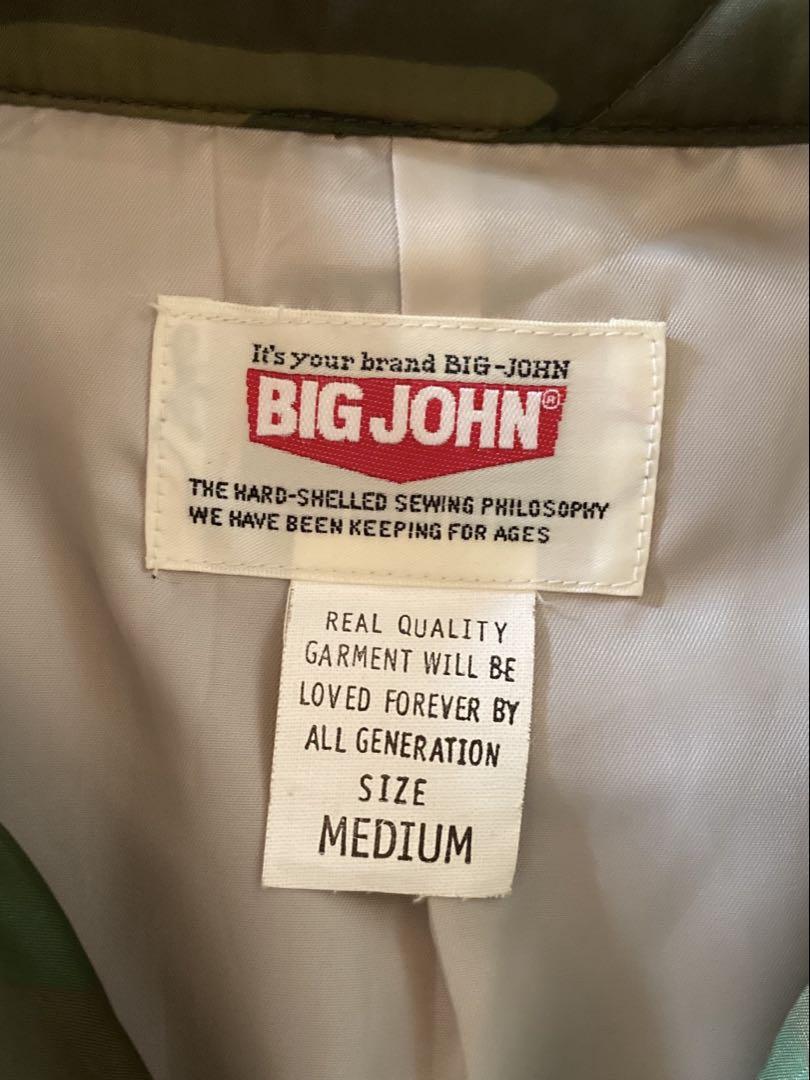 It's your brand BIG-JOHN
BIG JOHN®
THE HARD-SHELLED SEWING PHILOSOPHY
WE HAVE BEEN KEEPING FOR AGES
REAL QUALITY
GARMENT WILL BE
LOVED FOREVER BY
ALL GENERATION
SIZE
MEDIUM